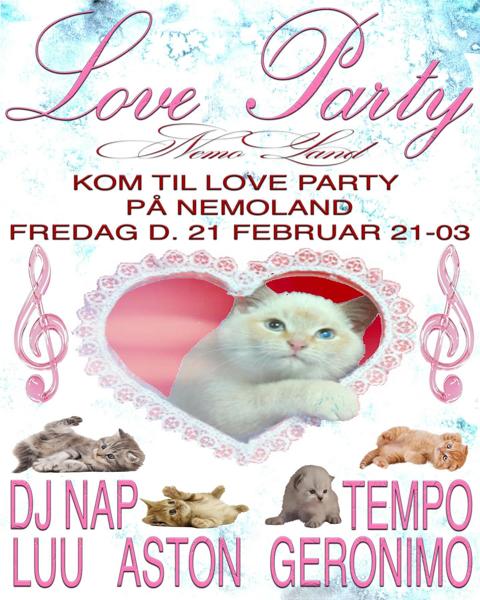 Love Party
Nemo Land
KOM TIL LOVE PARTY
PÅ NEMOLAND
FREDAG D. 21 FEBRUAR 21-03
DJ NAP TEMPO
LUU ASTON GERONIMO